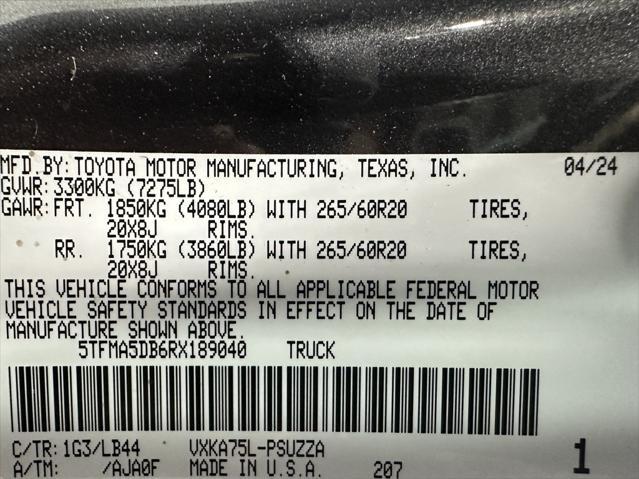 MFD.BY: TOYOTA MOTOR MANUFACTURING, TEXAS, INC. 04/24
GVWR: 3300KG (7275LB)
GAWR: FRT. 1850KG (4080LB) WITH 265/60R20 TIRES,
20X8J RIMS.
RR. 1750KG (3860LB) WITH 265/60R20 TIRES,
20X8J RIMS.
THIS VEHICLE CONFORMS TO ALL APPLICABLE FEDERAL MOTOR
VEHICLE SAFETY STANDARDS IN EFFECT ON THE DATE OF
MANUFACTURE SHOWN ABOVE.
5TFMA5DB6RX189040 TRUCK
C/TR: 1G3/LB44 VXKA75L-PSUZZA
A/TM: /AJA0F MADE IN U.S.A. 207 1